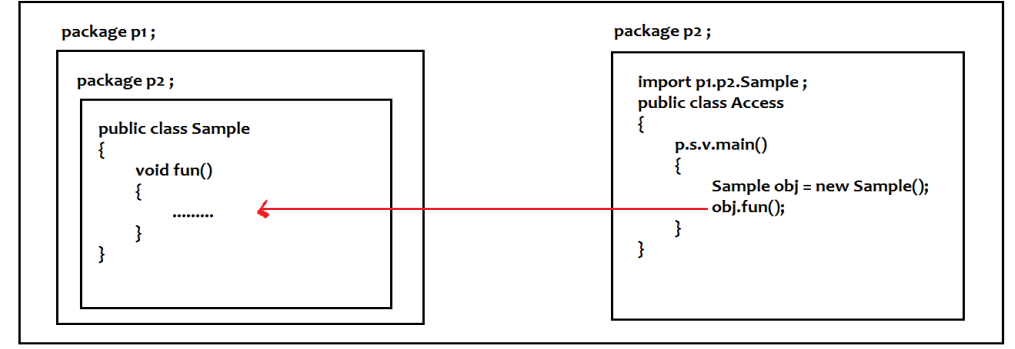 package p1 ;
package p2 ;
public class Sample
{
void fun()
{
.........
}
}
package p2 ;
import p1.p2.Sample ;
public class Access
{
p.s.v.main()
{
Sample obj = new Sample();
obj.fun();
}
}